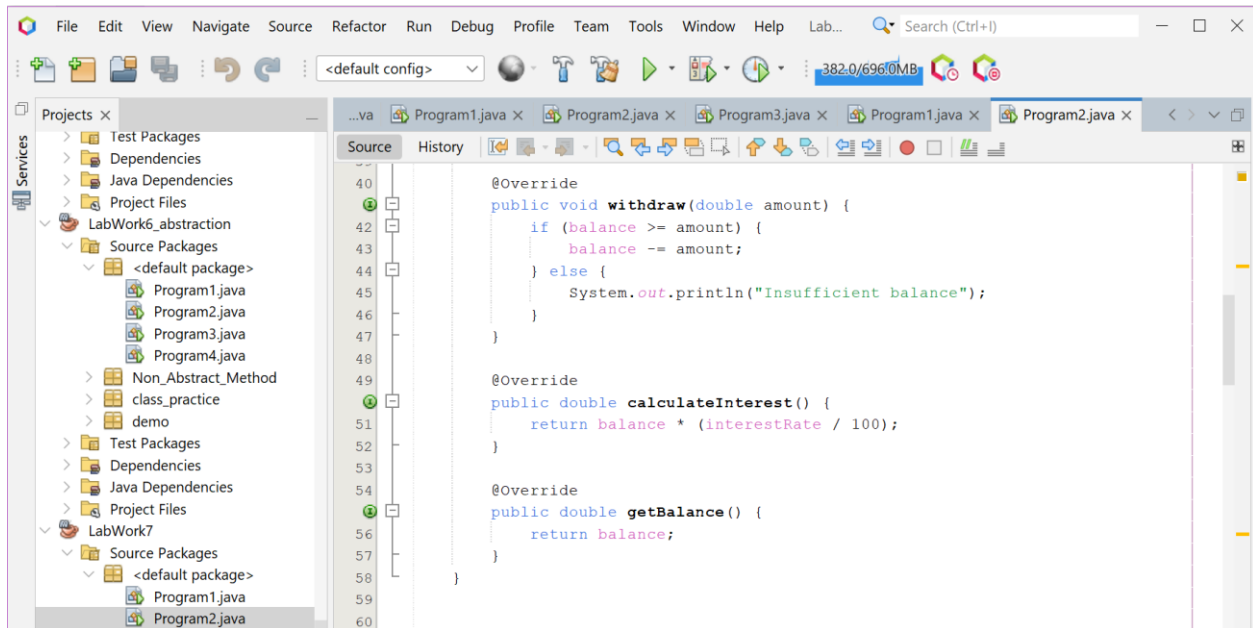 File Edit View Navigate Source Refactor Run Debug Profile Team Tools Window Help Lab... Search (Ctrl+I)
<default config> 382.0/696.0MB
Services
Projects
Test Packages
Dependencies
Java Dependencies
Project Files
LabWork6_abstraction
Source Packages
<default package>
Program1.java
Program2.java
Program3.java
Program4.java
Non_Abstract_Method
class_practice
demo
Test Packages
Dependencies
Java Dependencies
Project Files
LabWork7
Source Packages
<default package>
Program1.java
Program2.java
...va Program1.java Program2.java Program3.java Program1.java Program2.java
Source History
40 @Override
public void withdraw(double amount) {
42 if (balance >= amount) {
43 balance -= amount;
44 } else {
45 System.out.println("Insufficient balance");
46 }
47 }
48
49 @Override
public double calculateInterest() {
51 return balance * (interestRate / 100);
52 }
53
54 @Override
public double getBalance() {
56 return balance;
57 }
58 }
59
60